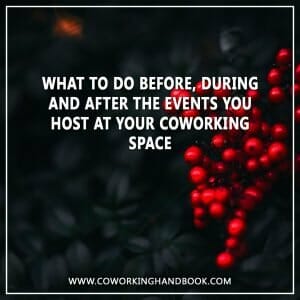 WHAT TO DO BEFORE, DURING
AND AFTER THE EVENTS YOU
HOST AT YOUR COWORKING
SPACE
WWW.COWORKINGHANDBOOK.COM